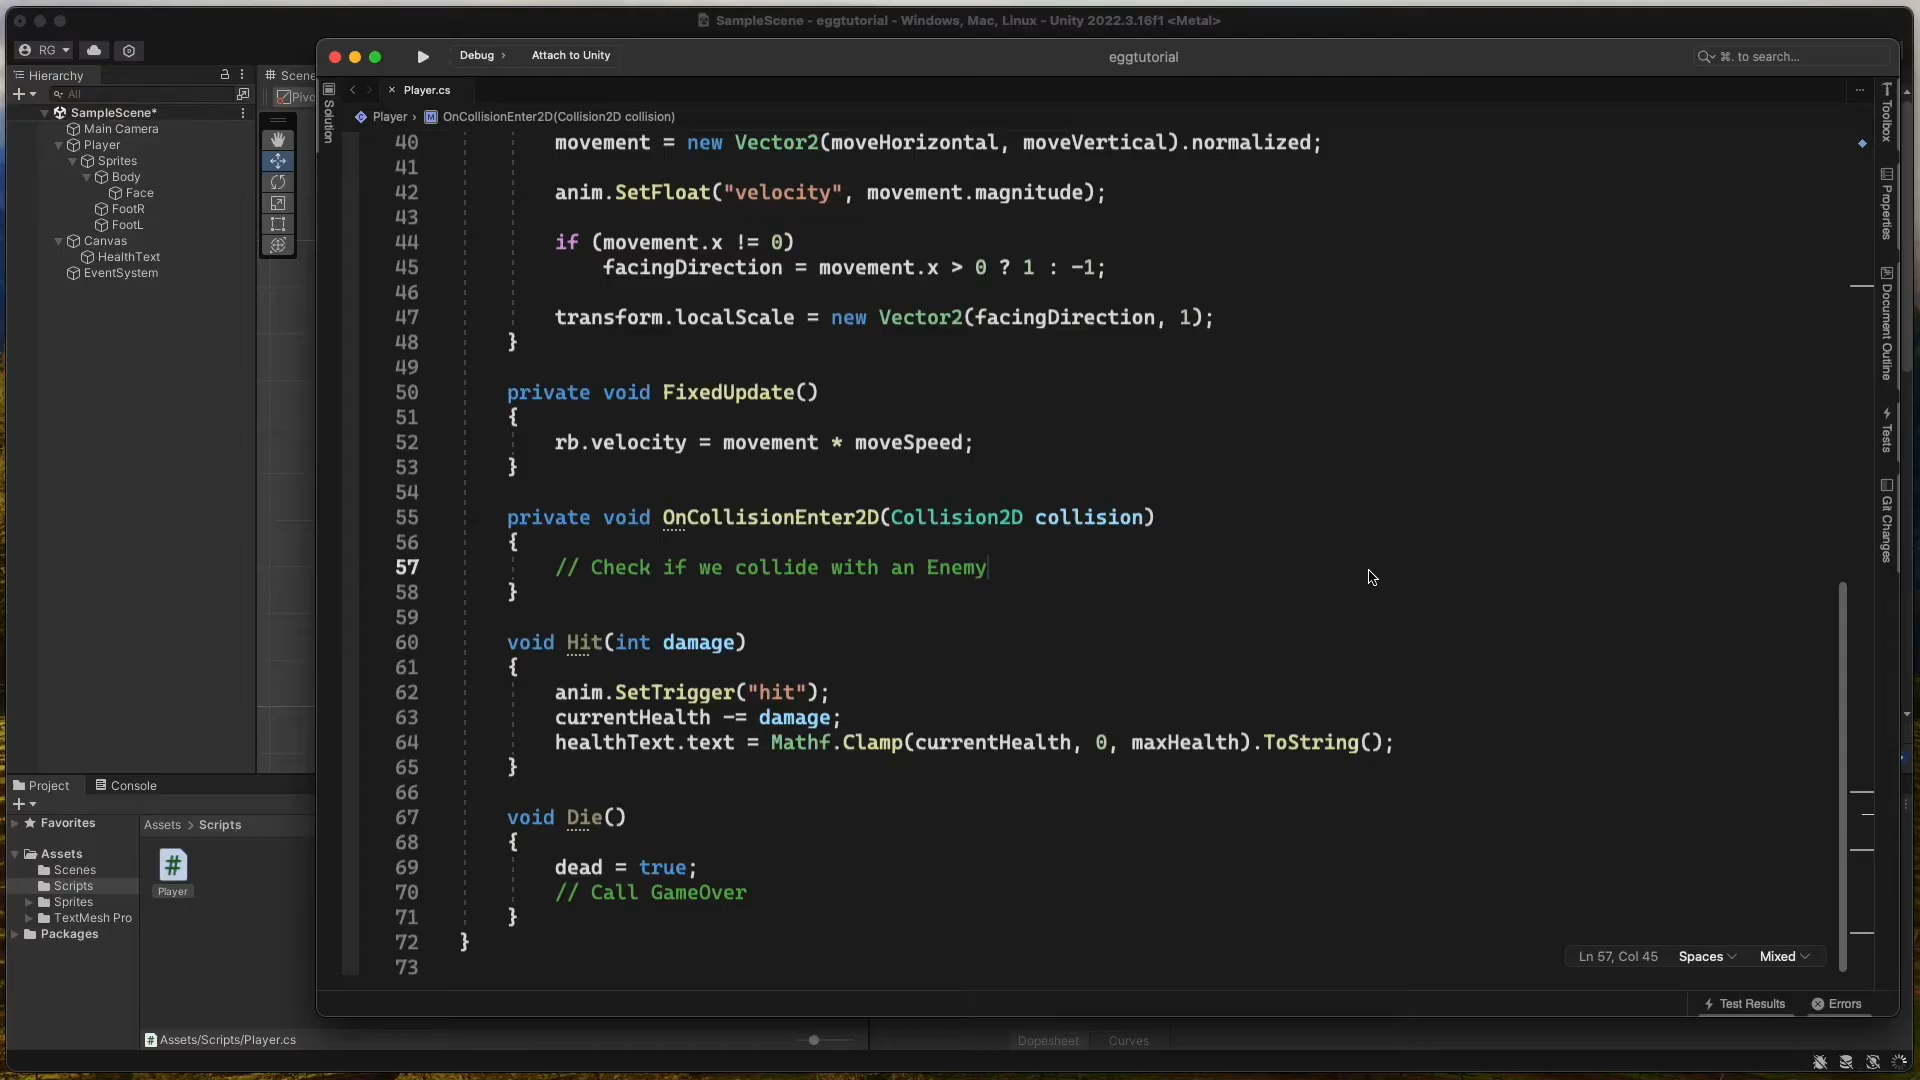 SampleScene - eggtutorial - Windows, Mac, Linux - Unity 2022.3.16f1 <Metal>
RG
Hierarchy
Scene
All
Pivo
SampleScene*
Main Camera
Player
Sprites
Body
Face
FootR
FootL
Canvas
HealthText
EventSystem
Debug
Attach to Unity
eggtutorial
⌘. to search...
Solution
Player.cs
Player
OnCollisionEnter2D(Collision2D collision)
40 movement = new Vector2(moveHorizontal, moveVertical).normalized;
41
42 anim.SetFloat("velocity", movement.magnitude);
43
44 if (movement.x != 0)
45 facingDirection = movement.x > 0 ? 1 : -1;
46
47 transform.localScale = new Vector2(facingDirection, 1);
48 }
49
50 private void FixedUpdate()
51 {
52 rb.velocity = movement * moveSpeed;
53 }
54
55 private void OnCollisionEnter2D(Collision2D collision)
56 {
57 // Check if we collide with an Enemy
58 }
59
60 void Hit(int damage)
61 {
62 anim.SetTrigger("hit");
63 currentHealth -= damage;
64 healthText.text = Mathf.Clamp(currentHealth, 0, maxHealth).ToString();
65 }
66
67 void Die()
68 {
69 dead = true;
70 // Call GameOver
71 }
72 }
73
Toolbox
Properties
Document Outline
Tests
Git Changes
Ln 57, Col 45
Spaces
Mixed
Test Results
Errors
Project
Console
Favorites
Assets
Scenes
Scripts
Sprites
TextMesh Pro
Packages
Assets > Scripts
#
Player
Assets/Scripts/Player.cs
Dopesheet
Curves